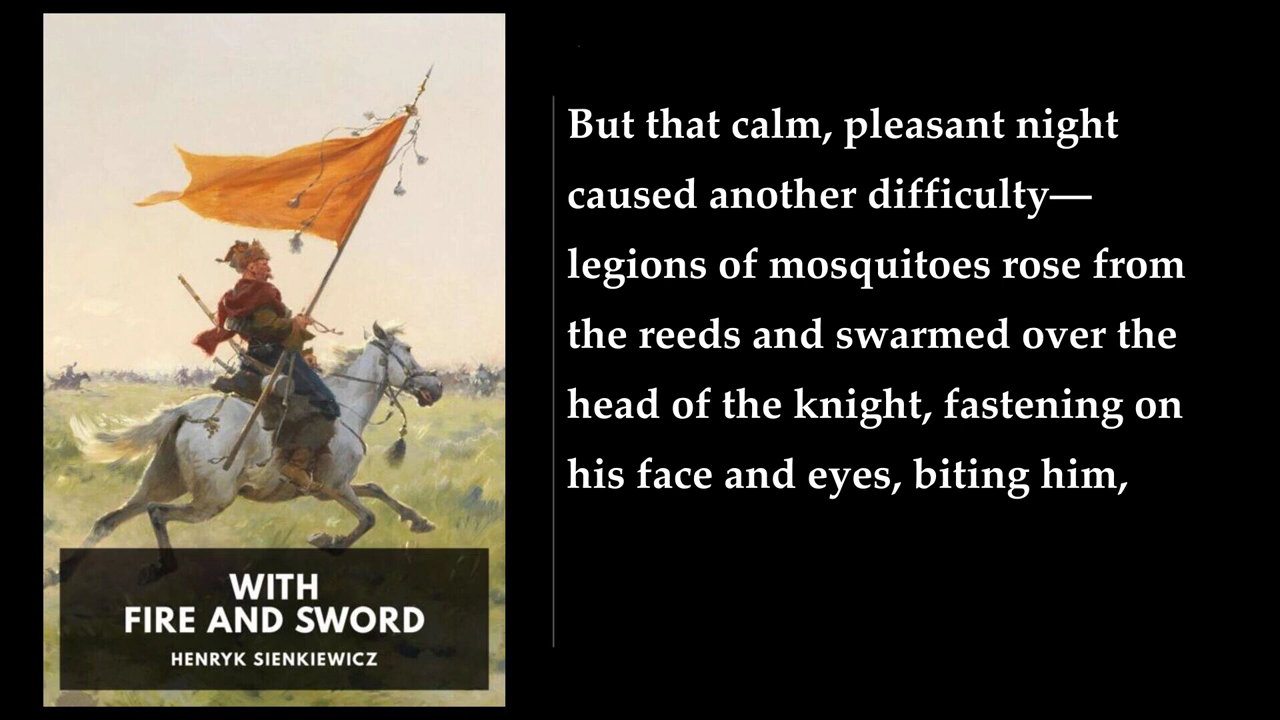 WITH
FIRE AND SWORD
HENRYK SIENKIEWICZ
But that calm, pleasant night
caused another difficulty—
legions of mosquitoes rose from
the reeds and swarmed over the
head of the knight, fastening on
his face and eyes, biting him,